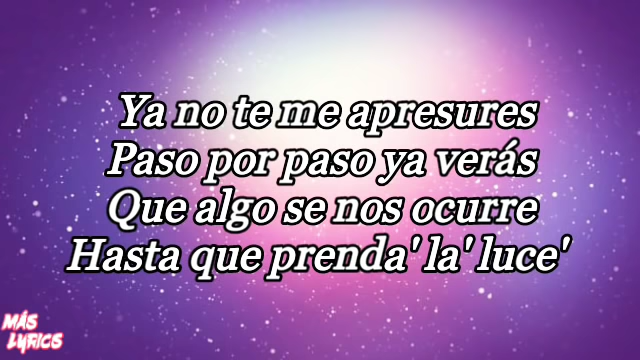 Ya no te me apresures
Paso por paso ya verás
Que algo se nos ocurre
Hasta que prenda' la' luce'
MÁS
LYRICS